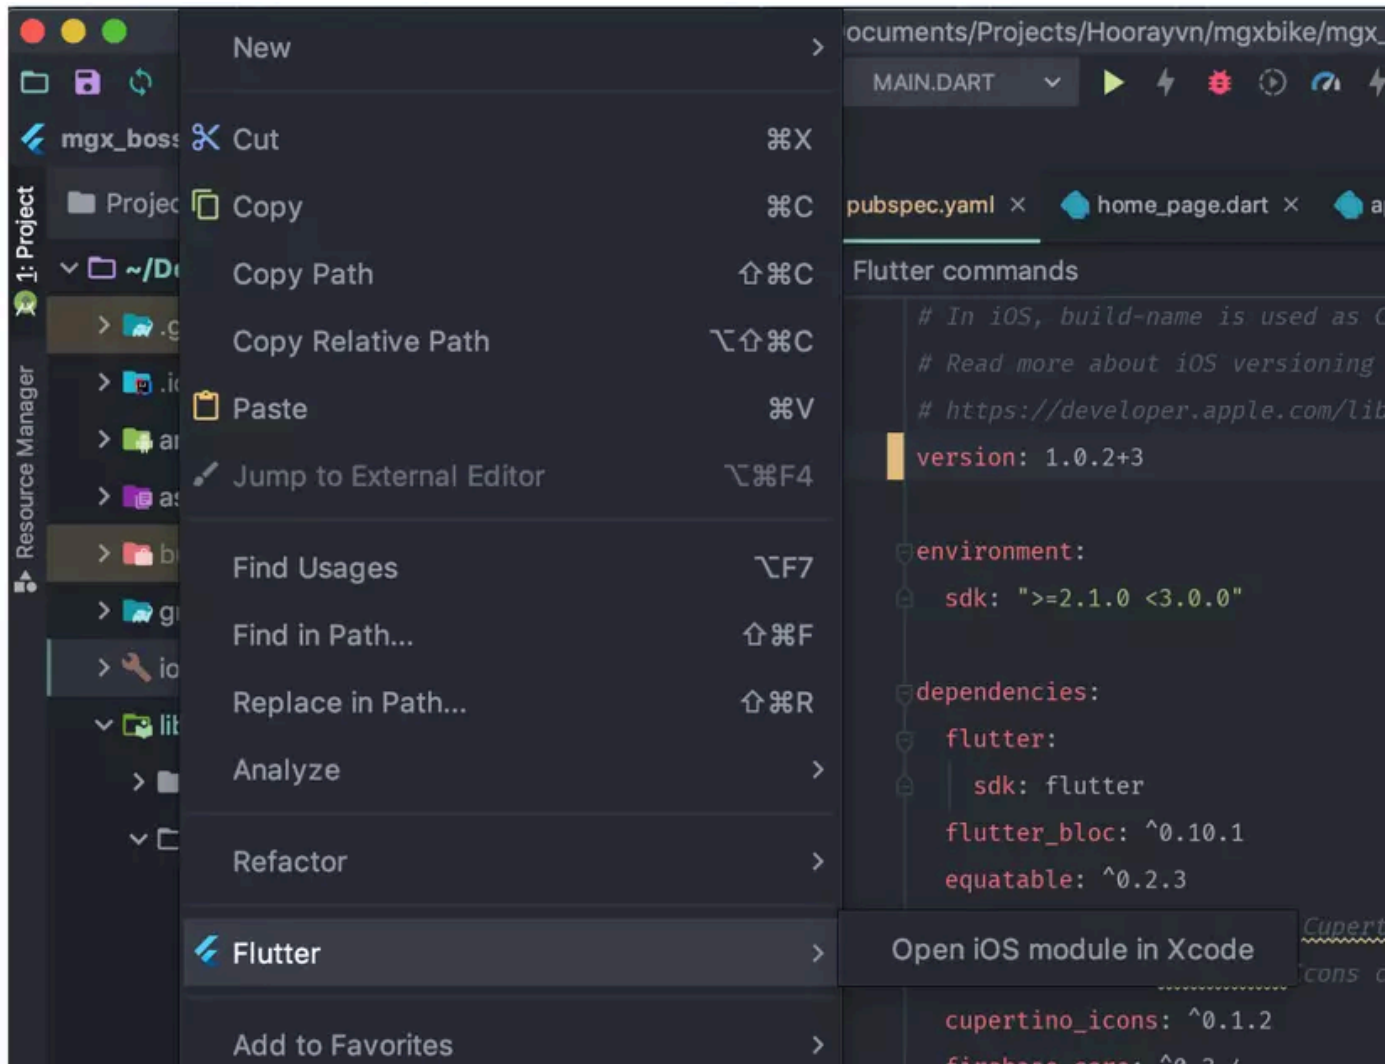 ocuments/Projects/Hoorayvn/mgxbike/mgx_
MAIN.DART
mgx_boss
1: Project
Resource Manager
Projec
~/D
.g
a
b
g
io
lib
New
Cut ⌘X
Copy ⌘C
Copy Path ⇧⌘C
Copy Relative Path ⌥⇧⌘C
Paste ⌘V
Jump to External Editor ⌥⌘F4
Find Usages ⌥F7
Find in Path... ⇧⌘F
Replace in Path... ⇧⌘R
Analyze
Refactor
Flutter
Add to Favorites
Open iOS module in Xcode
pubspec.yaml
home_page.dart
Flutter commands
# In iOS, build-name is used as C
# Read more about iOS versioning
# https://developer.apple.com/lib
version: 1.0.2+3
environment:
sdk: ">=2.1.0 <3.0.0"
dependencies:
flutter:
sdk: flutter
flutter_bloc: ^0.10.1
equatable: ^0.2.3
Cupert
cons
cupertino_icons: ^0.1.2